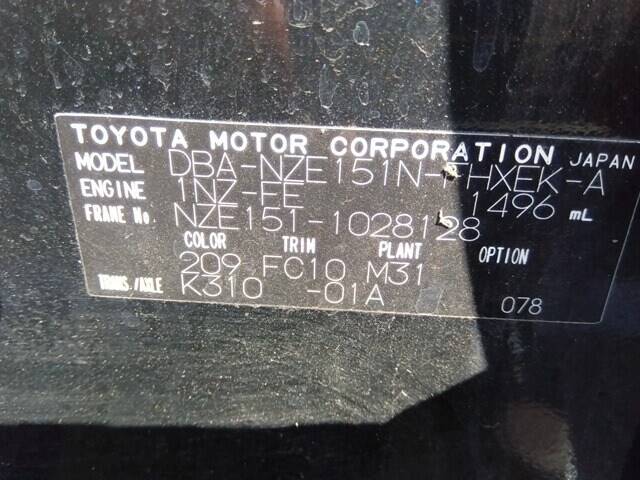 TOYOTA MOTOR CORPORATION JAPAN
MODEL DBA-NZE151N-FHXEK-A
ENGINE 1NZ-FE 1496 mL
FRAME No. NZE151-1028128
COLOR TRIM PLANT OPTION
209 FC10 M31
TRANS./AXLE K310 -01A 078